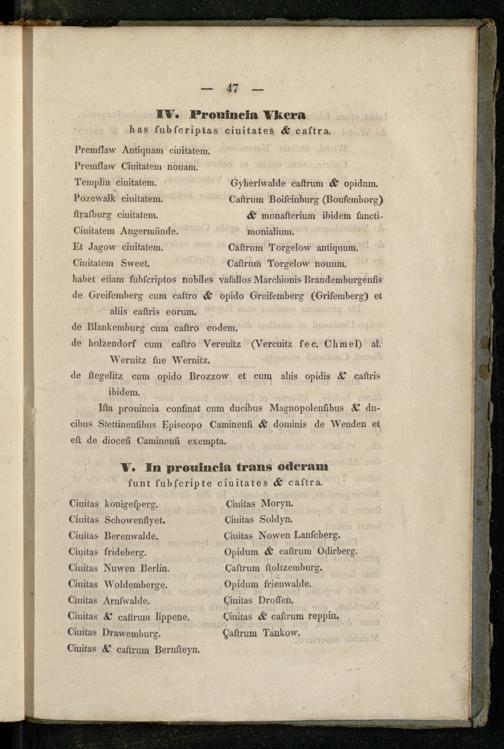 — 47 —
IV. Prouincia Vkera
has ſubſcriptas ciuitates & caſtra.
Premſlaw Antiquam ciuitatem.
Premſlaw Ciuitatem nouam.
Templin ciuitatem.
Pozewalk ciuitatem.
ſtraſburg ciuitatem.
Ciuitatem Angermünde.
Et Jagow ciuitatem.
Ciuitatem Sweet.
Gyherſwalde caſtrum & opidum.
Caſtrum Boiſcinburg (Bouſemborg)
& monaſterium ibidem ſancti-
monialium.
Caſtrum Torgelow antiquum.
Caſtrum Torgelow nouum.
habet etiam ſubſcriptos nobiles vaſallos Marchionis Brandemburgenſis
de Greifemberg cum caſtro & opido Greifemberg (Grifemberg) et
aliis caſtris eorum.
de Blankemburg cum caſtro eodem.
de holzendorf cum caſtro Vereuitz (Vercuitz fec. Chmel) al.
Weruitz ſue Wernitz.
de ſtegelitz cum opido Brozzow et cum aliis opidis & caſtris
ibidem.
Iſta prouincia conſinat cum ducibus Magnopolenſibus & du-
cibus Stettinenſibus Epiſcopo Caminenſi & dominis de Wenden et
eſt de dioceſi Caminenſi exempta.
V. In prouincia trans oderam
ſunt ſubſcripte ciuitates & caſtra.
Ciuitas konigeſperg.
Ciuitas Schowenflyet.
Ciuitas Berenwalde.
Ciuitas frideberg.
Ciuitas Nuwen Berlin.
Ciuitas Woldemberge.
Ciuitas Arnſwalde.
Ciuitas & caſtrum lippene.
Ciuitas Drawemburg.
Ciuitas & caſtrum Bernſteyn.
Ciuitas Moryn.
Ciuitas Soldyn.
Ciuitas Nowen Lanſcberg.
Opidum & caſtrum Odirberg.
Caſtrum ſtoltzemburg.
Opidum frienwalde.
Ciuitas Droſſen.
Ciuitas & caſtrum reppin.
Caſtrum Tankow.